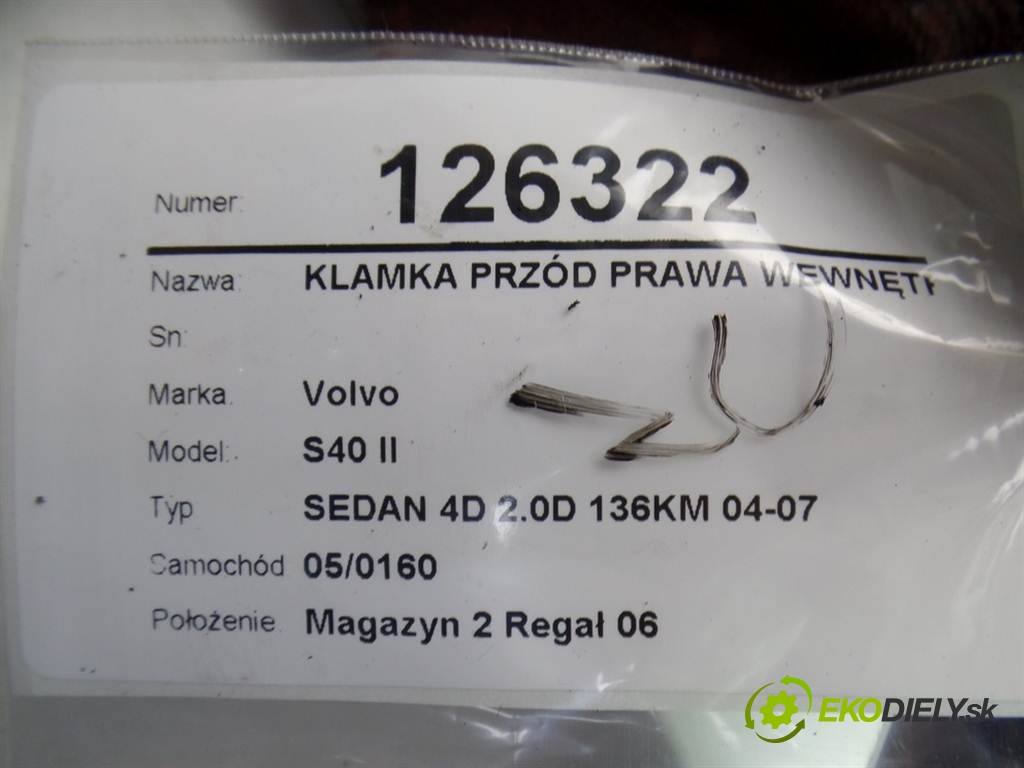 Numer: 126322
Nazwa: KLAMKA PRZÓD PRAWA WEWNĘT
Sn:
Marka: Volvo
Model: S40 II
Typ SEDAN 4D 2.0D 136KM 04-07
Samochód 05/0160
Położenie: Magazyn 2 Regał 06
EKODIELY.sk